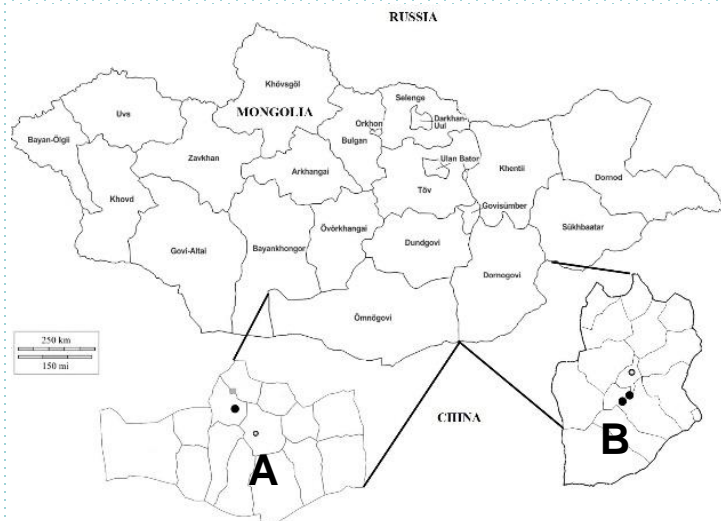 RUSSIA
Khövsgöl
MONGOLIA
Uvs
Bayan-Ölgii
Khovd
Zavkhan
Arkhangai
Orkhon
Bulgan
Selenge
Darkhan-
Uul
Ulan Bator
Töv
Khentii
Govisümber
Dornod
Sükhbaatar
Govi-Altai
Bayankhongor
Övörkhangai
Dundgovi
Dornogovi
Ömnögovi
250 km
150 mi
CHINA
A
B